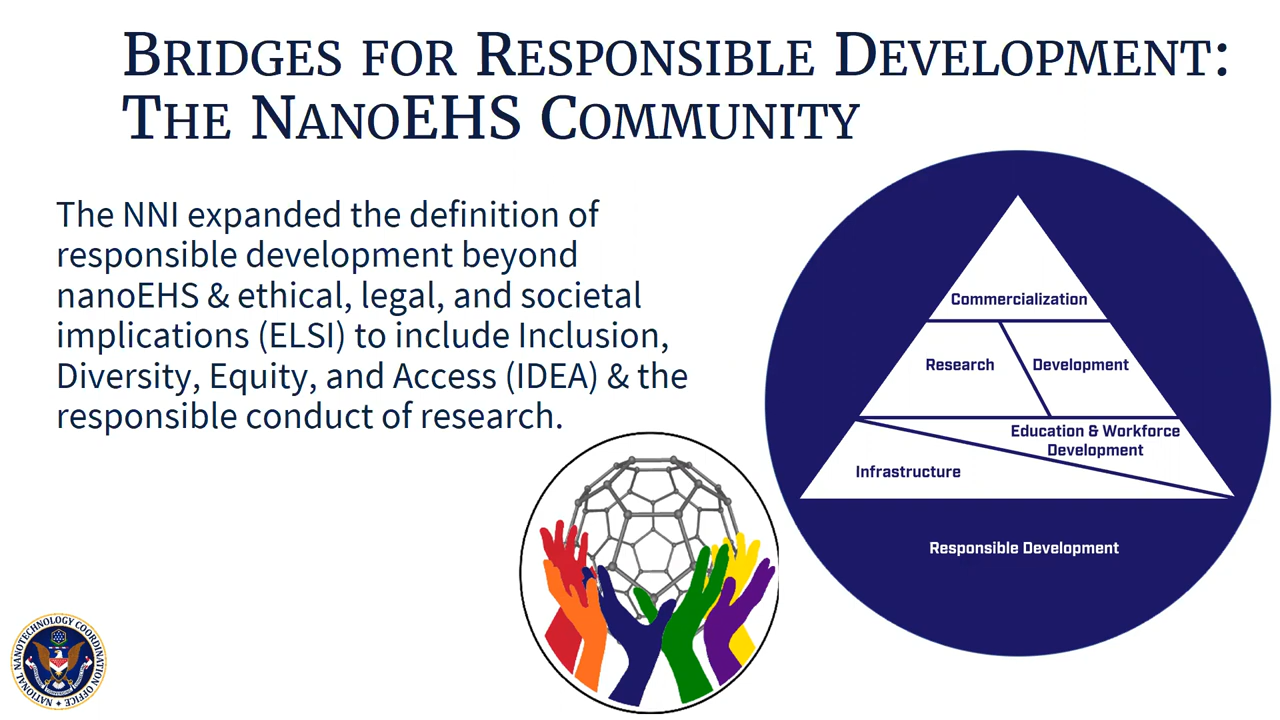 BRIDGES FOR RESPONSIBLE DEVELOPMENT:
THE NANOEHS COMMUNITY
The NNI expanded the definition of
responsible development beyond
nanoEHS & ethical, legal, and societal
implications (ELSI) to include Inclusion,
Diversity, Equity, and Access (IDEA) & the
responsible conduct of research.
Commercialization
Research
Development
Education & Workforce
Development
Infrastructure
Responsible Development
NATIONAL NANOTECHNOLOGY COORDINATION OFFICE